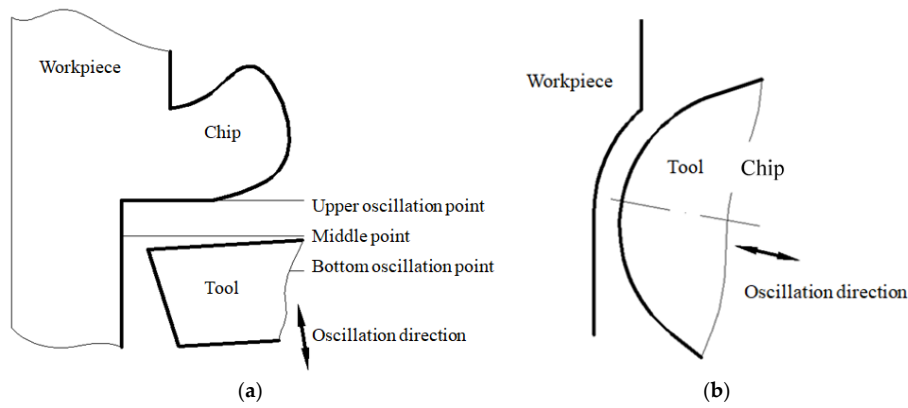 Workpiece
Chip
Upper oscillation point
Middle point
Bottom oscillation point
Tool
Oscillation direction
(a)
Workpiece
Tool
Chip
Oscillation direction
(b)